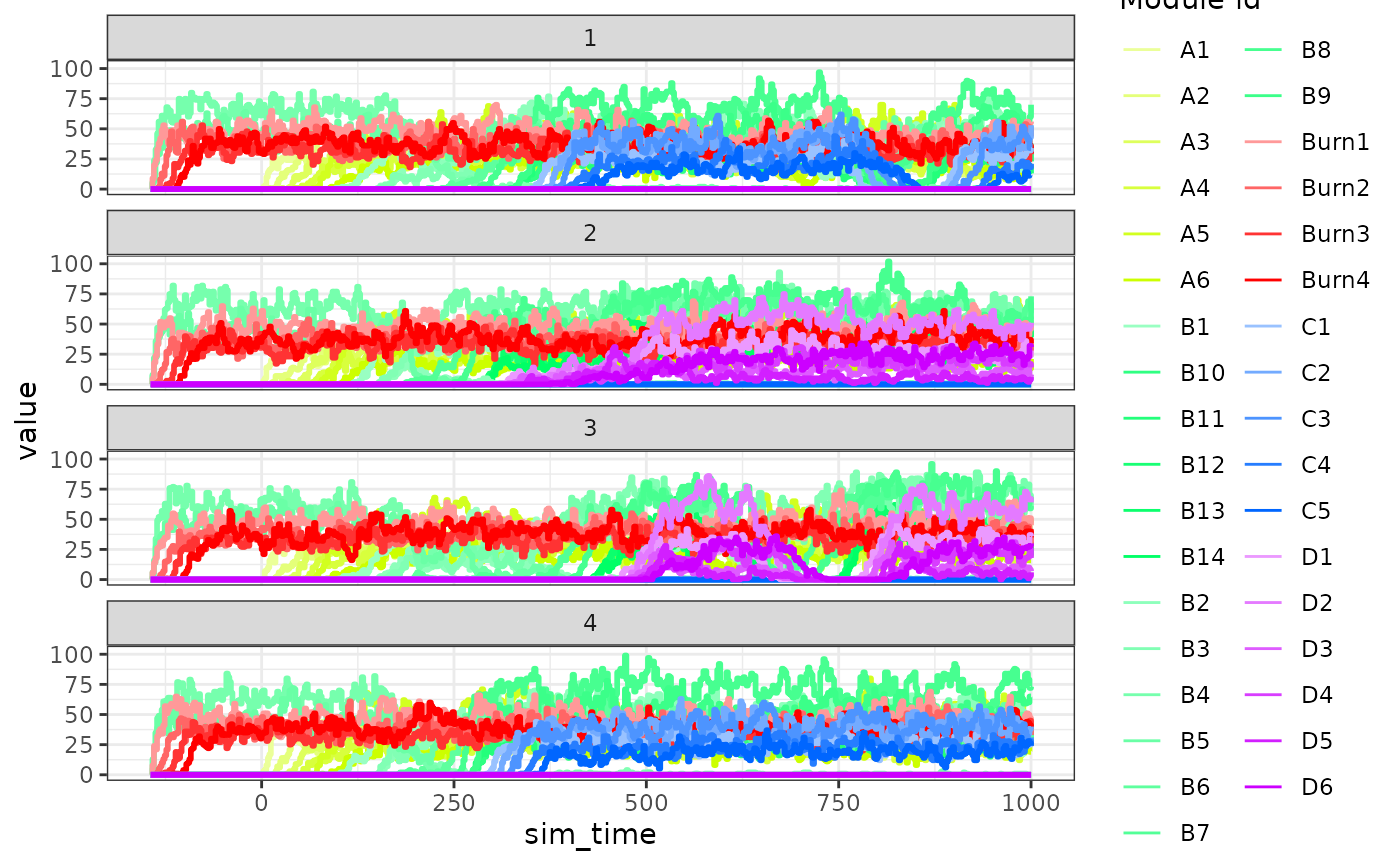 Module id
1
100
75
50
25
0
2
100
75
50
25
0
3
100
75
50
25
0
4
100
75
50
25
0
value
0 250 500 750 1000
sim_time
A1 B8
A2 B9
A3 Burn1
A4 Burn2
A5 Burn3
A6 Burn4
B1 C1
B10 C2
B11 C3
B12 C4
B13 C5
B14 D1
B2 D2
B3 D3
B4 D4
B5 D5
B6 D6
B7